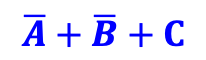 A̅ + B̅ + C